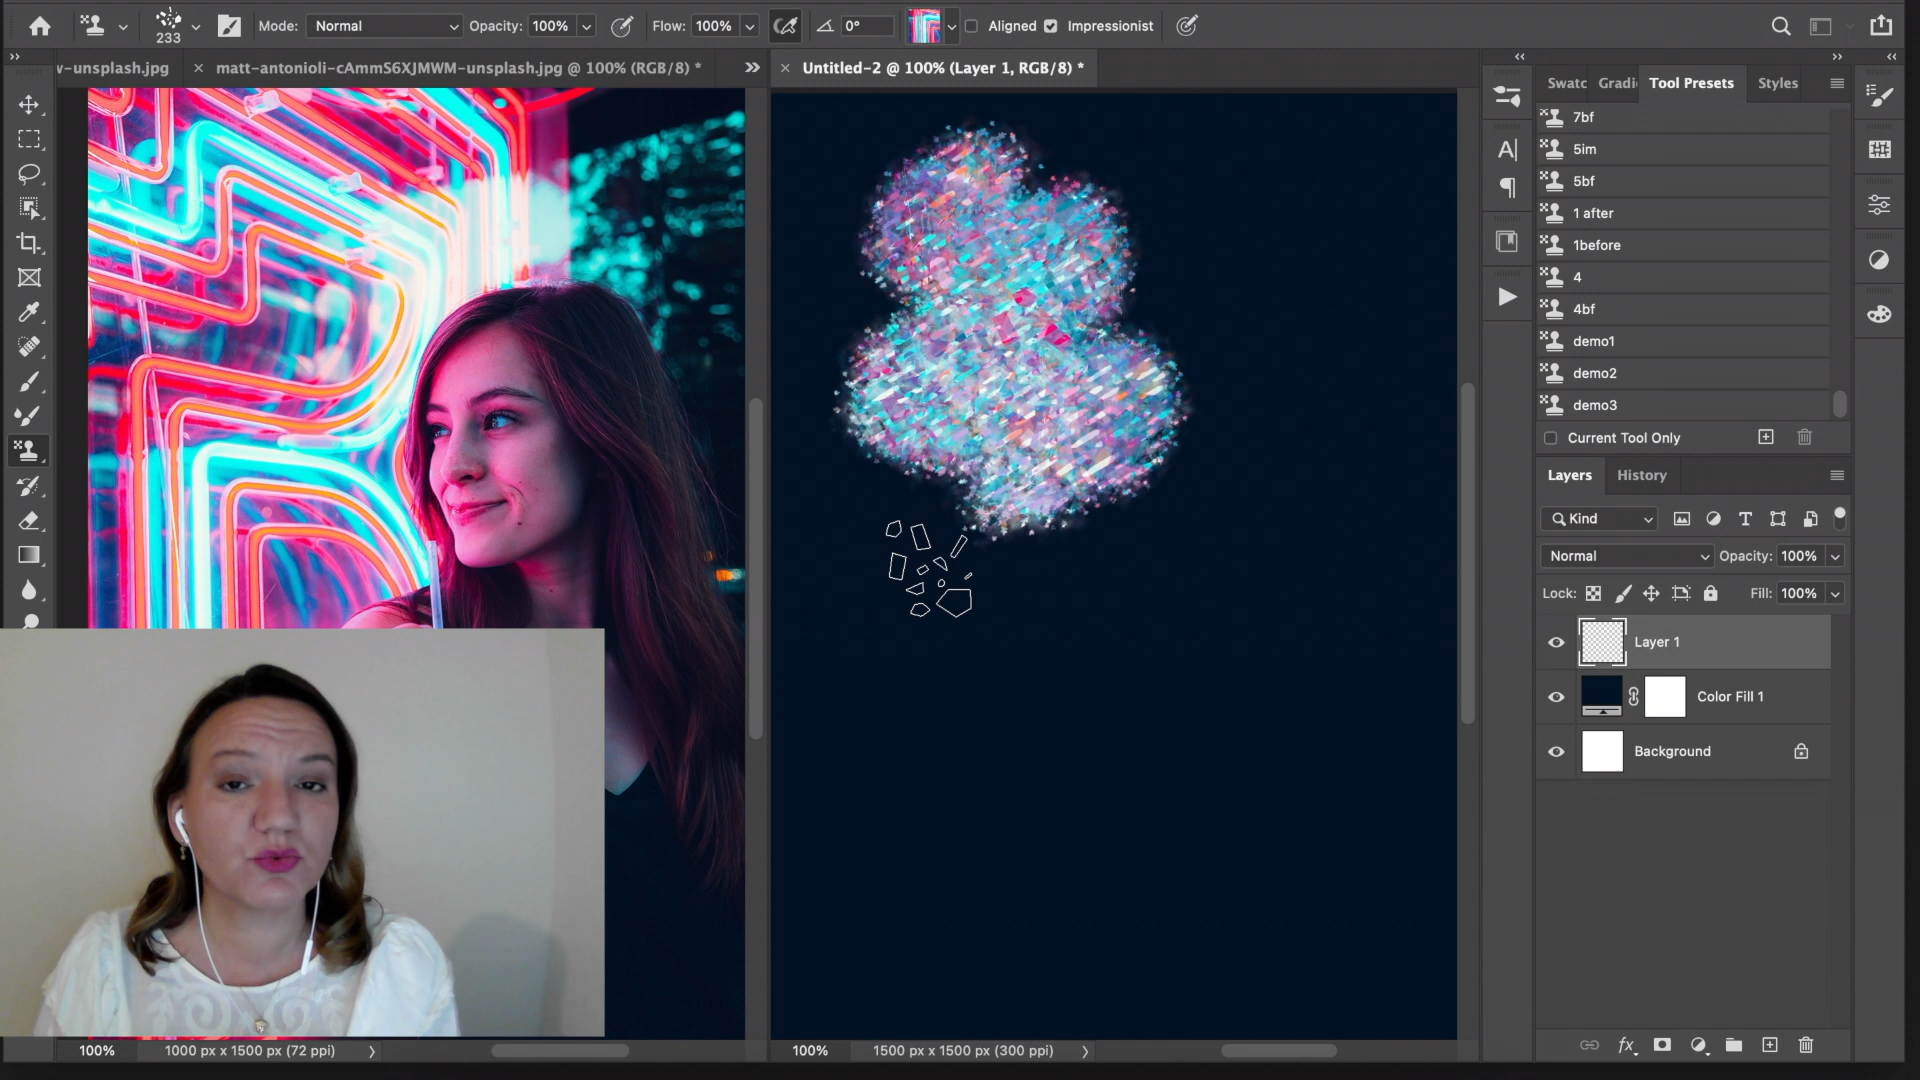 233 Mode: Normal Opacity: 100% Flow: 100% 0° Aligned Impressionist
v-unsplash.jpg × matt-antonioli-cAmmS6XJMWM-unsplash.jpg @ 100% (RGB/8) * × Untitled-2 @ 100% (Layer 1, RGB/8) *
Swatc Gradi Tool Presets Styles
7bf
5im
5bf
1 after
1before
4
4bf
demo1
demo2
demo3
Current Tool Only
Layers History
Kind
Normal Opacity: 100%
Lock: Fill: 100%
Layer 1
Color Fill 1
Background
100% 1000 px x 1500 px (72 ppi) 100% 1500 px x 1500 px (300 ppi)
fx